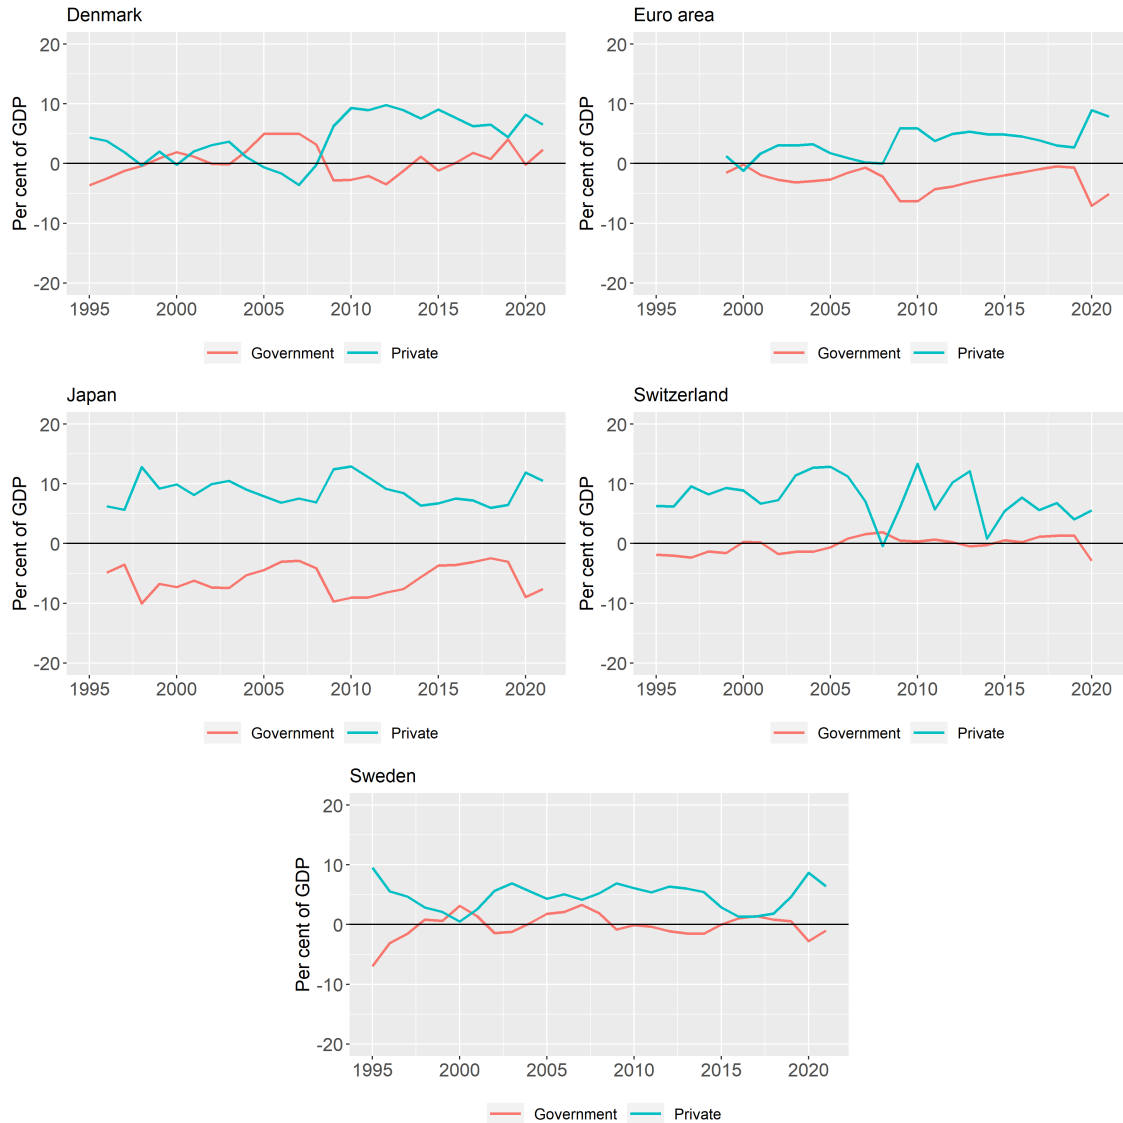 Denmark
Per cent of GDP
20
10
0
-10
-20
1995 2000 2005 2010 2015 2020
Government Private
Euro area
Per cent of GDP
20
10
0
-10
-20
1995 2000 2005 2010 2015 2020
Government Private
Japan
Per cent of GDP
20
10
0
-10
-20
1995 2000 2005 2010 2015 2020
Government Private
Switzerland
Per cent of GDP
20
10
0
-10
-20
1995 2000 2005 2010 2015 2020
Government Private
Sweden
Per cent of GDP
20
10
0
-10
-20
1995 2000 2005 2010 2015 2020
Government Private